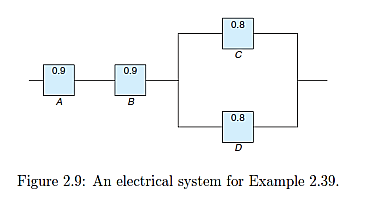 0.8
C
0.9
0.9
A
B
0.8
D
Figure 2.9: An electrical system for Example 2.39.